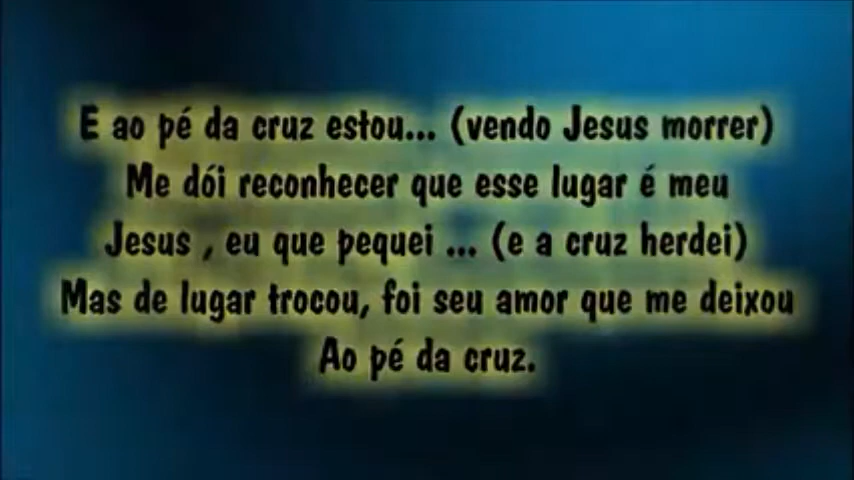 E ao pé da cruz estou... (vendo Jesus morrer)
Me dói reconhecer que esse lugar é meu
Jesus , eu que pequei ... (e a cruz herdei)
Mas de lugar trocou, foi seu amor que me deixou
Ao pé da cruz.